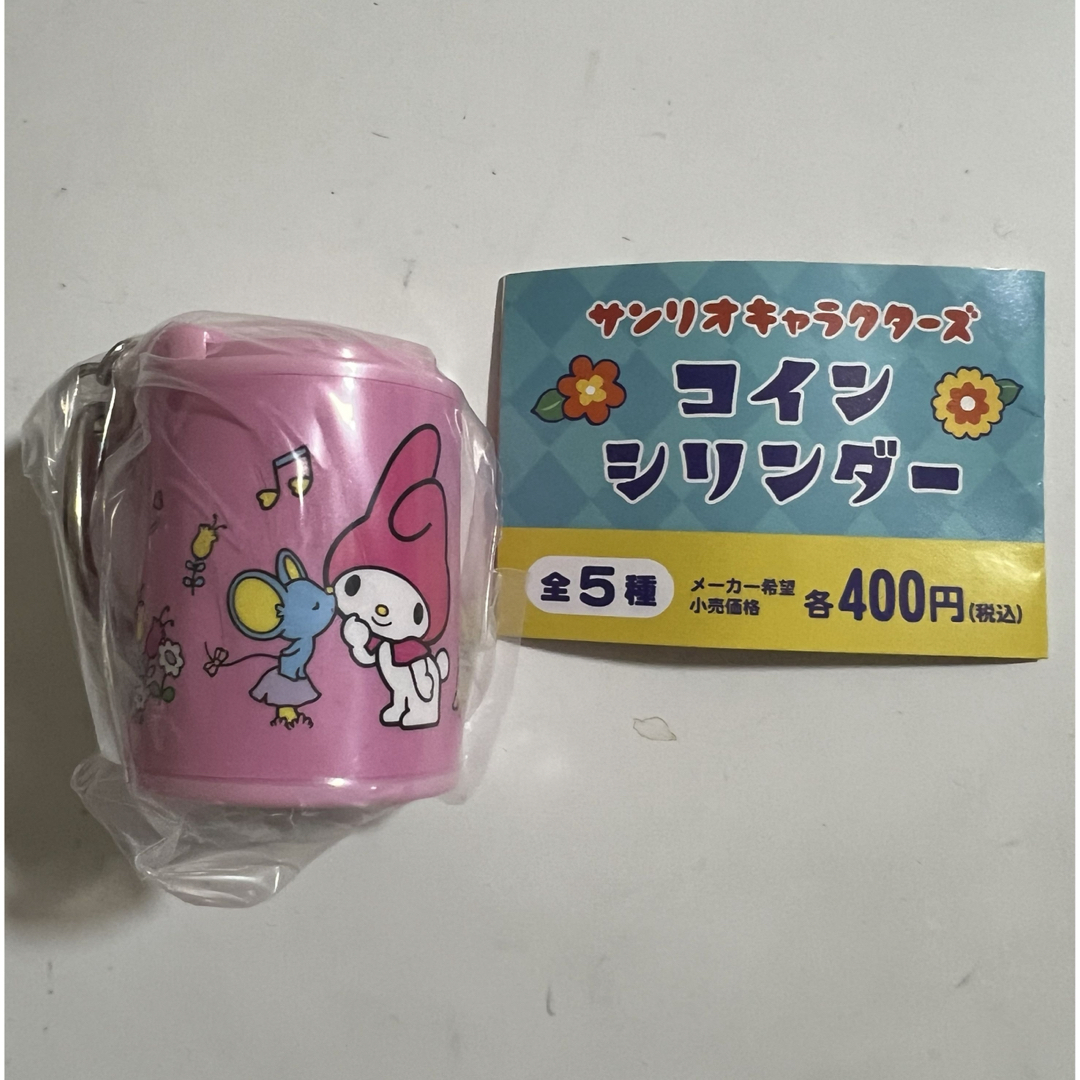 サンリオキャラクターズ
コイン
シリンダー
全5種
メーカー希望
小売価格
各400円(税込)